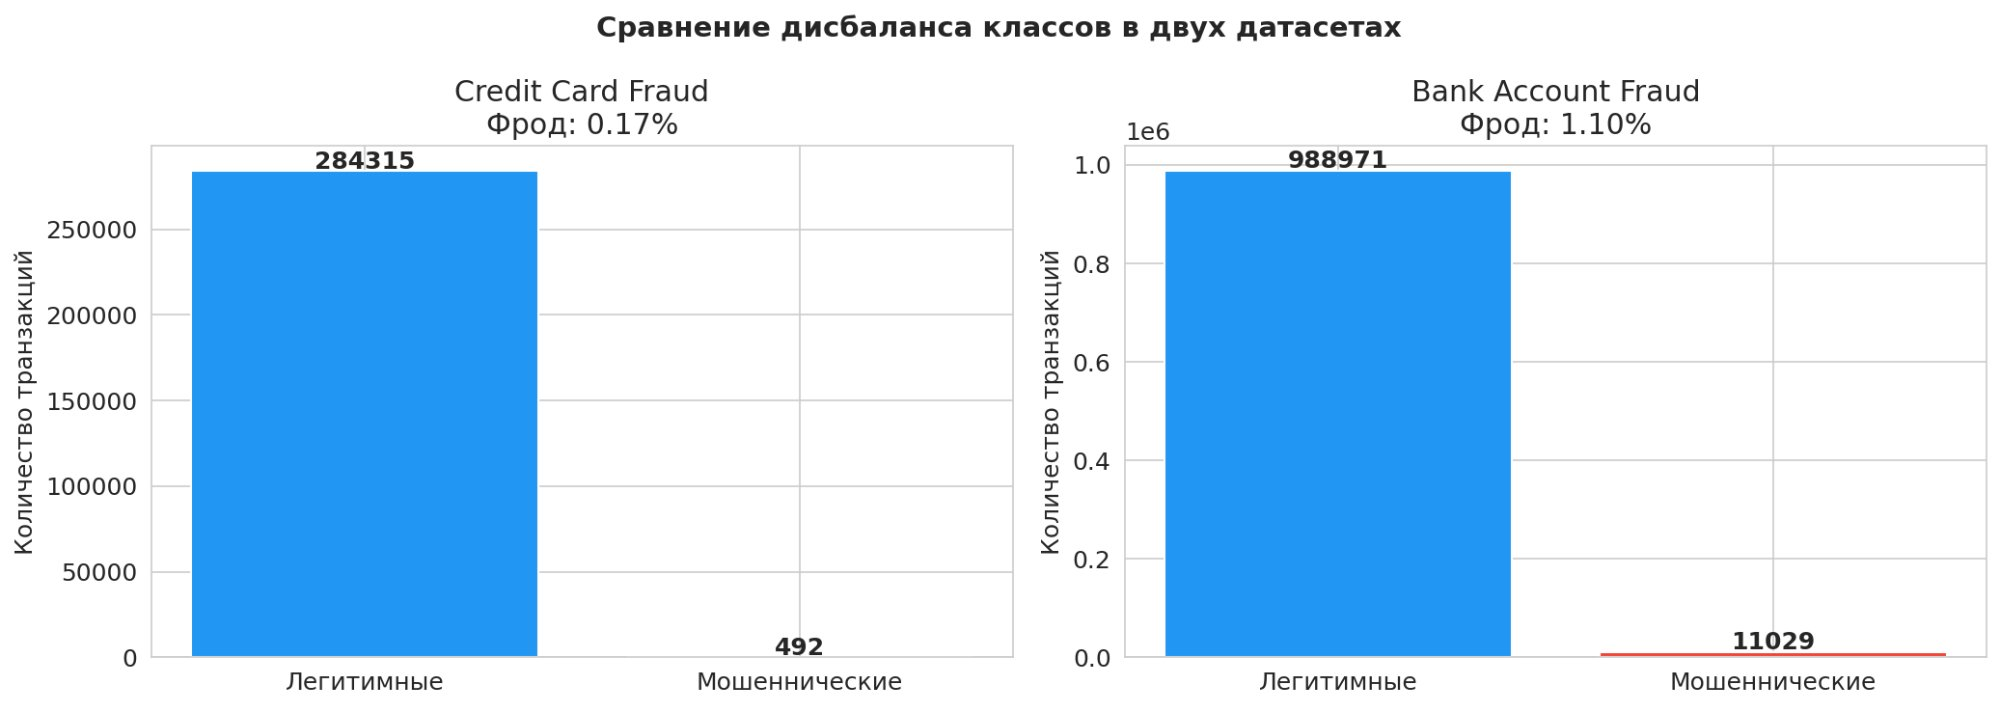 Сравнение дисбаланса классов в двух датасетах
Credit Card Fraud
Фрод: 0.17%
Количество транзакций
250000
200000
150000
100000
50000
0
284315
492
Легитимные
Мошеннические
Bank Account Fraud
Фрод: 1.10%
1e6
Количество транзакций
1.0
0.8
0.6
0.4
0.2
0.0
988971
11029
Легитимные
Мошеннические